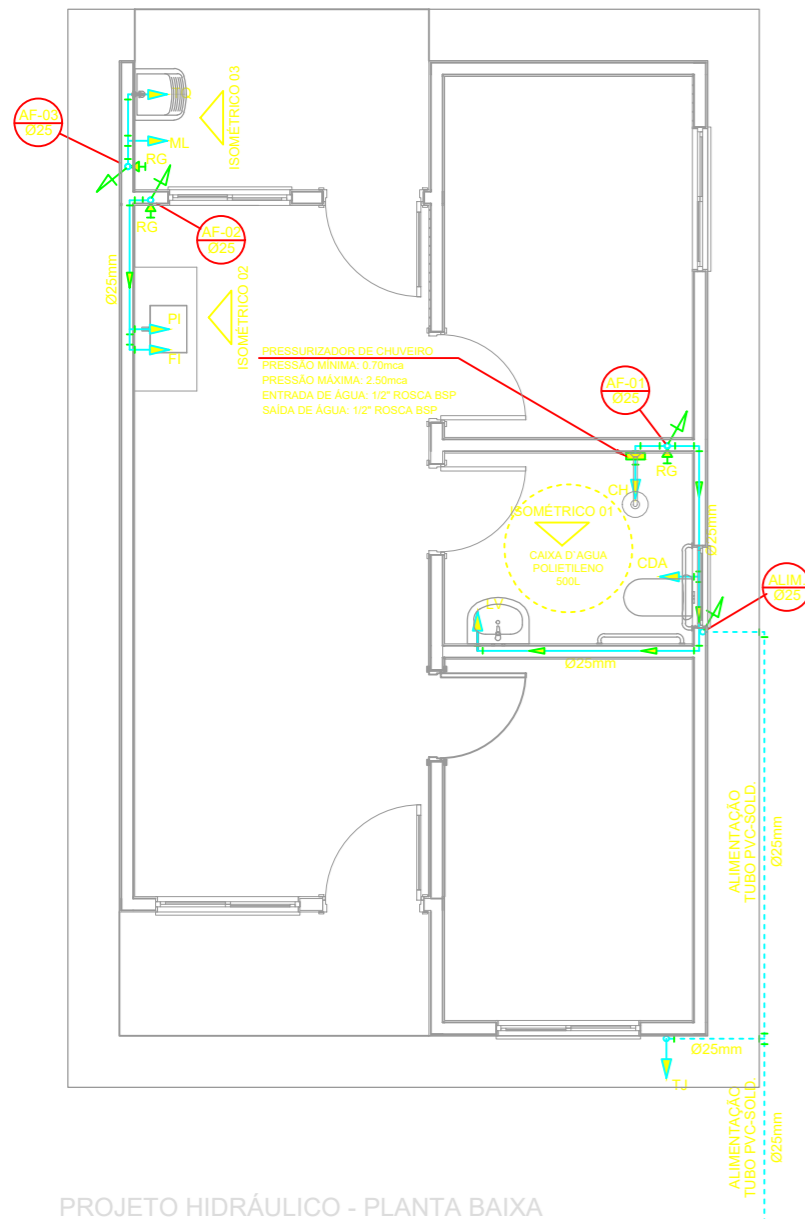 TQ
AF-03
Ø25
ML
RG
ISOMÉTRICO 03
RG
AF-02
Ø25
Ø25mm
PI
FI
ISOMÉTRICO 02
PRESSURIZADOR DE CHUVEIRO
PRESSÃO MÍNIMA: 0.70mca
PRESSÃO MÁXIMA: 2.50mca
ENTRADA DE ÁGUA: 1/2" ROSCA BSP
SAÍDA DE ÁGUA: 1/2" ROSCA BSP
AF-01
Ø25
RG
CH
ISOMÉTRICO 01
CAIXA D'AGUA
POLIETILENO
500L
CDA
Ø25mm
ALIM
Ø25
LV
Ø25mm
ALIMENTAÇÃO
TUBO PVC-SOLD.
Ø25mm
Ø25mm
TJ
ALIMENTAÇÃO
TUBO PVC-SOLD.
Ø25mm
PROJETO HIDRÁULICO - PLANTA BAIXA